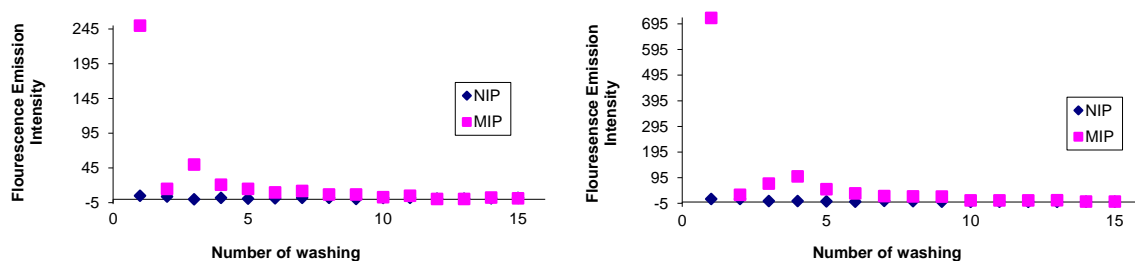 Flourescence Emission
Intensity
245
195
145
95
45
-5
0
5
10
15
Number of washing
NIP
MIP
Flouresensce Emission
Intensity
695
595
495
395
295
195
95
-5
0
5
10
15
Number of washing
NIP
MIP